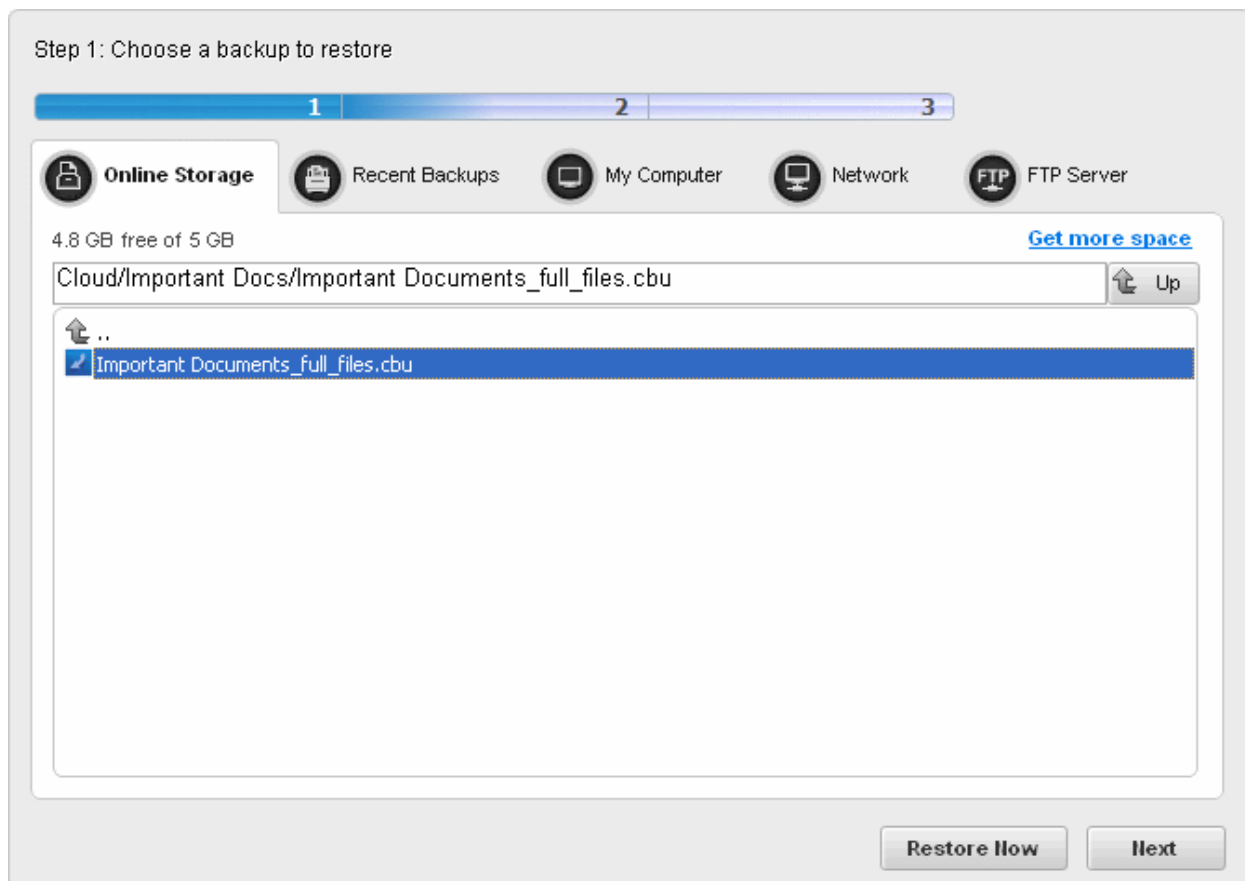 Step 1: Choose a backup to restore
1 2 3
Online Storage Recent Backups My Computer Network FTP FTP Server
4.8 GB free of 5 GB Get more space
Cloud/Important Docs/Important Documents_full_files.cbu Up
..
Important Documents_full_files.cbu
Restore Now Next